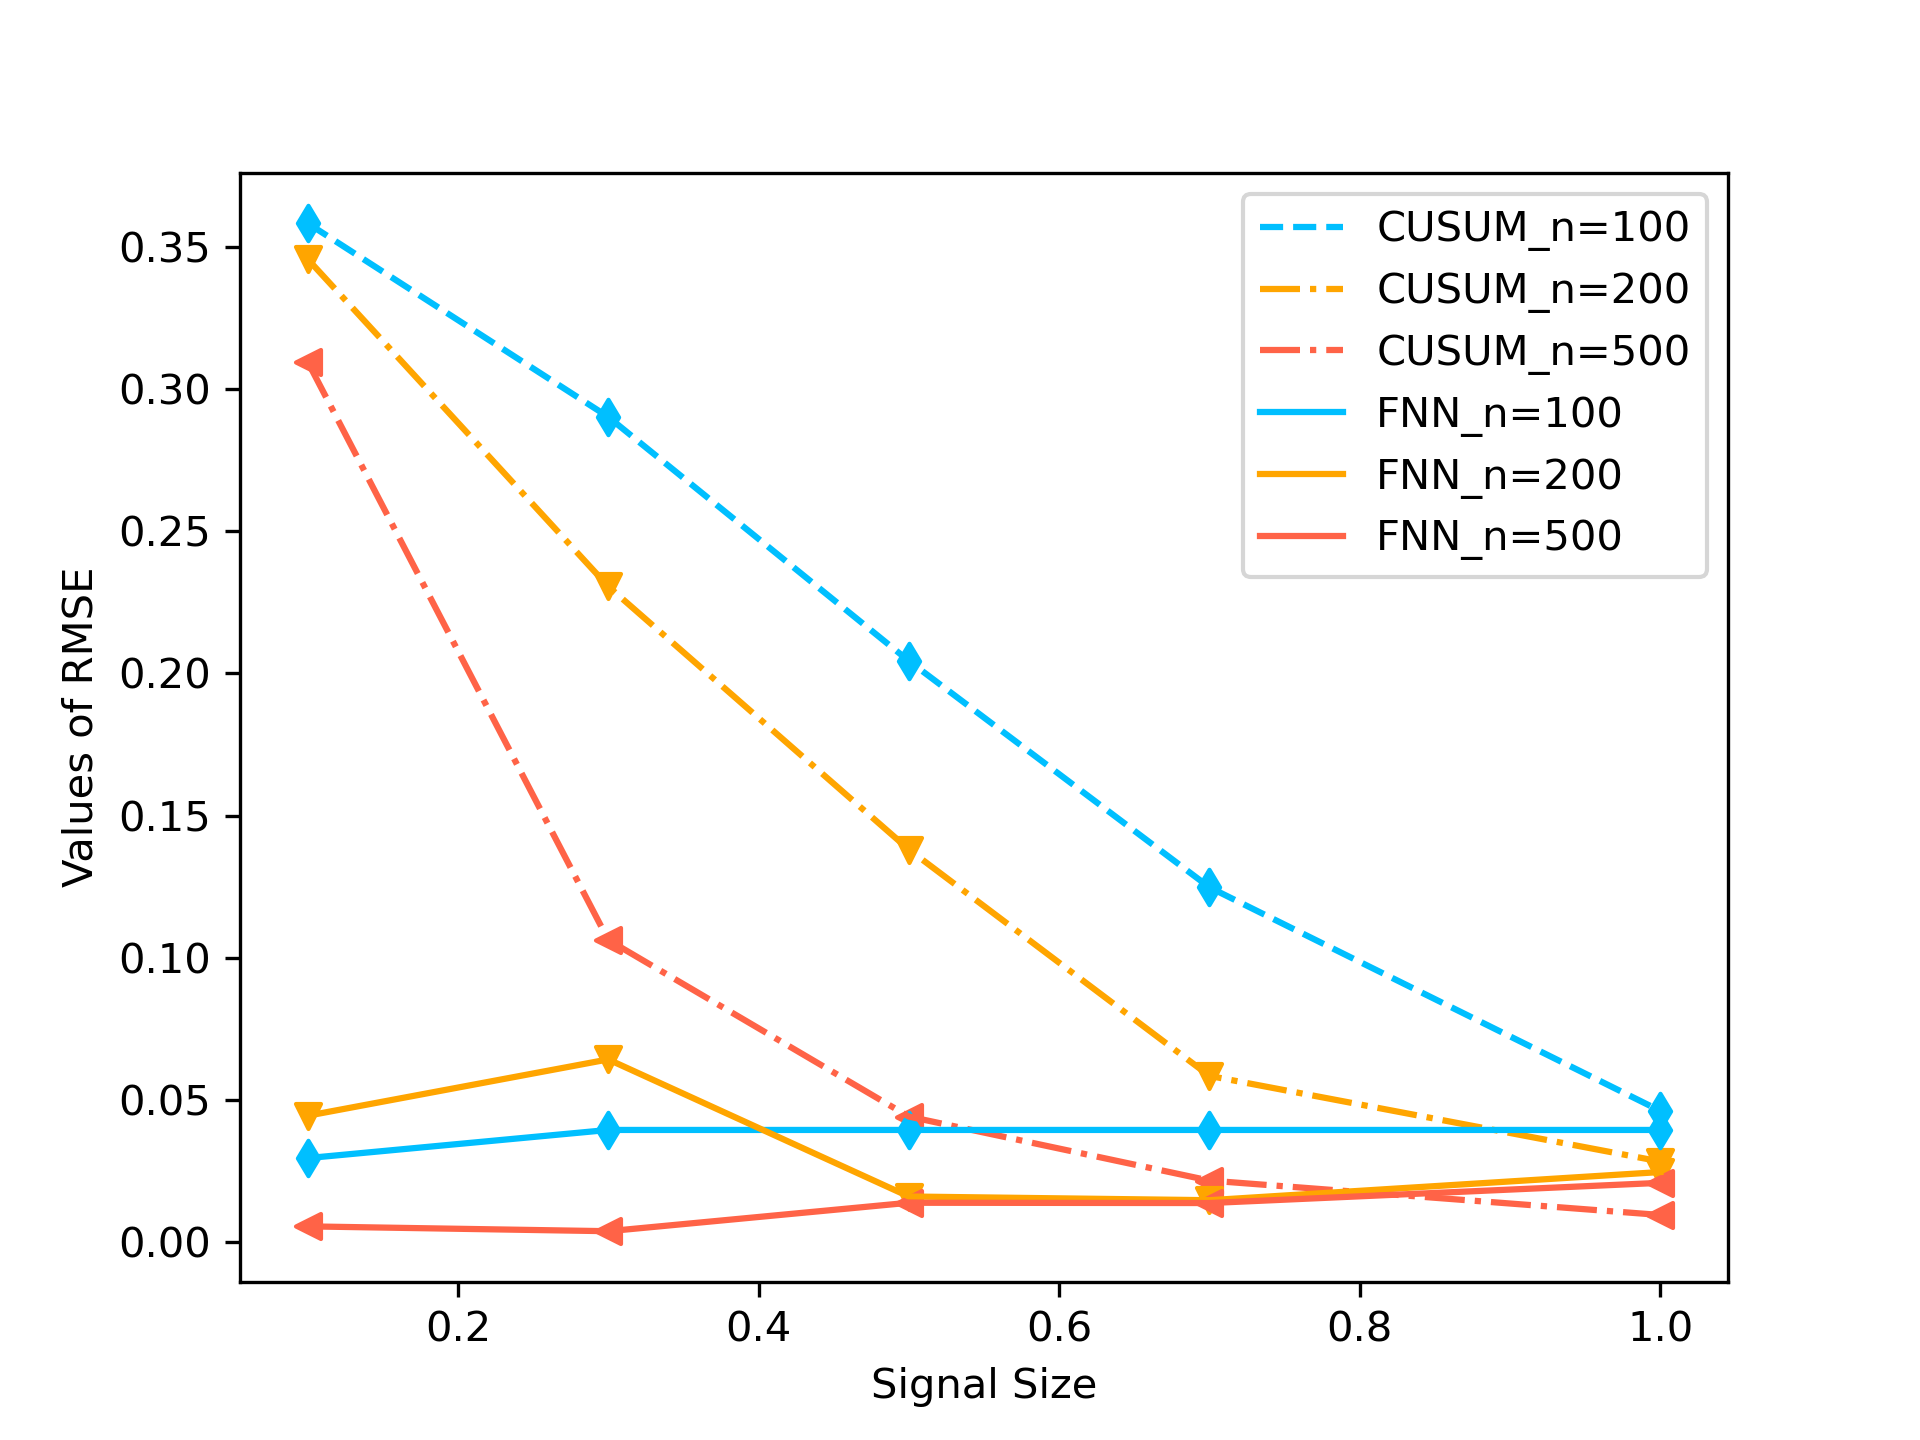 CUSUM_n=100
CUSUM_n=200
CUSUM_n=500
FNN_n=100
FNN_n=200
FNN_n=500
Values of RMSE
0.35
0.30
0.25
0.20
0.15
0.10
0.05
0.00
0.2 0.4 0.6 0.8 1.0
Signal Size